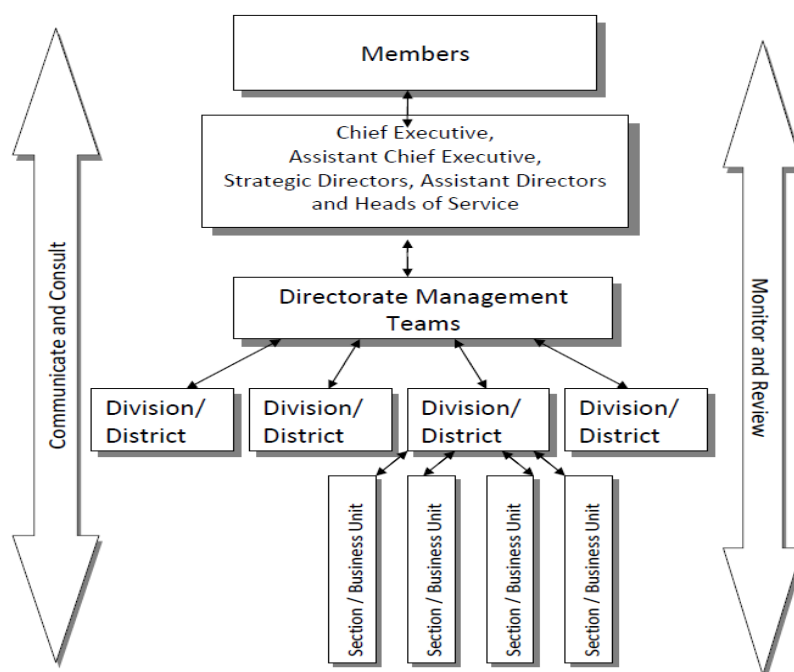 Members
Chief Executive,
Assistant Chief Executive,
Strategic Directors, Assistant Directors
and Heads of Service
Communicate and Consult
Monitor and Review
Directorate Management
Teams
Division/
District
Division/
District
Division/
District
Division/
District
Section / Business Unit
Section / Business Unit
Section / Business Unit
Section / Business Unit